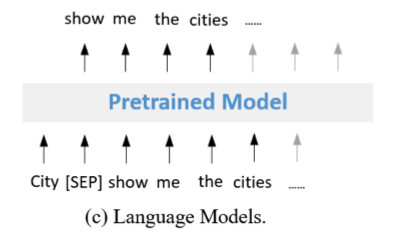 show me the cities ......
Pretrained Model
City [SEP] show me the cities ......
(c) Language Models.